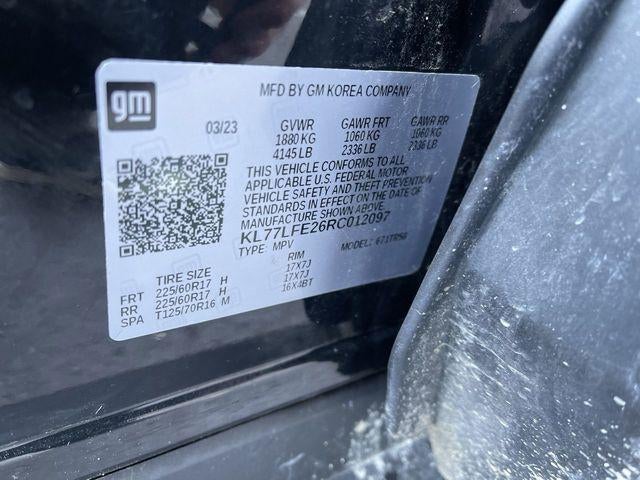 gm
MFD BY GM KOREA COMPANY
03/23 GVWR GAWR FRT GAWR RR
1880 KG 1060 KG 1060 KG
4145 LB 2336 LB 2336 LB
THIS VEHICLE CONFORMS TO ALL
APPLICABLE U.S. FEDERAL MOTOR
VEHICLE SAFETY AND THEFT PREVENTION
STANDARDS IN EFFECT ON THE DATE OF
MANUFACTURE SHOWN ABOVE.
KL77LFE26RC012097
TYPE: MPV MODEL:
TIRE SIZE RIM
FRT 225/60R17 H 17X7J
RR 225/60R17 H 17X7J
SPA T125/70R16 M 16X4BT